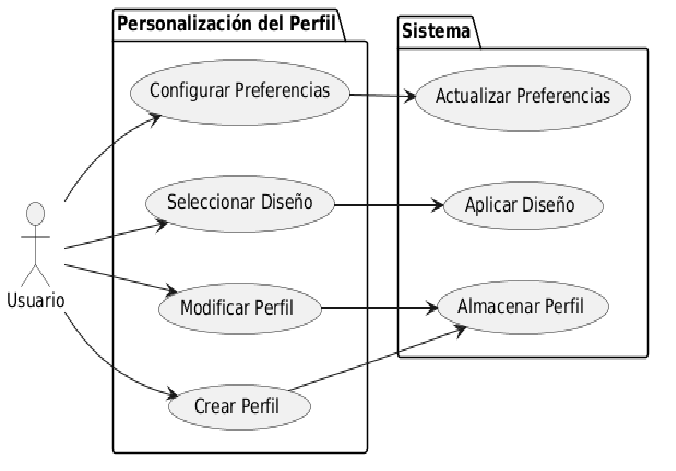 Personalización del Perfil
Sistema
Configurar Preferencias
Actualizar Preferencias
Seleccionar Diseño
Aplicar Diseño
Usuario
Modificar Perfil
Almacenar Perfil
Crear Perfil